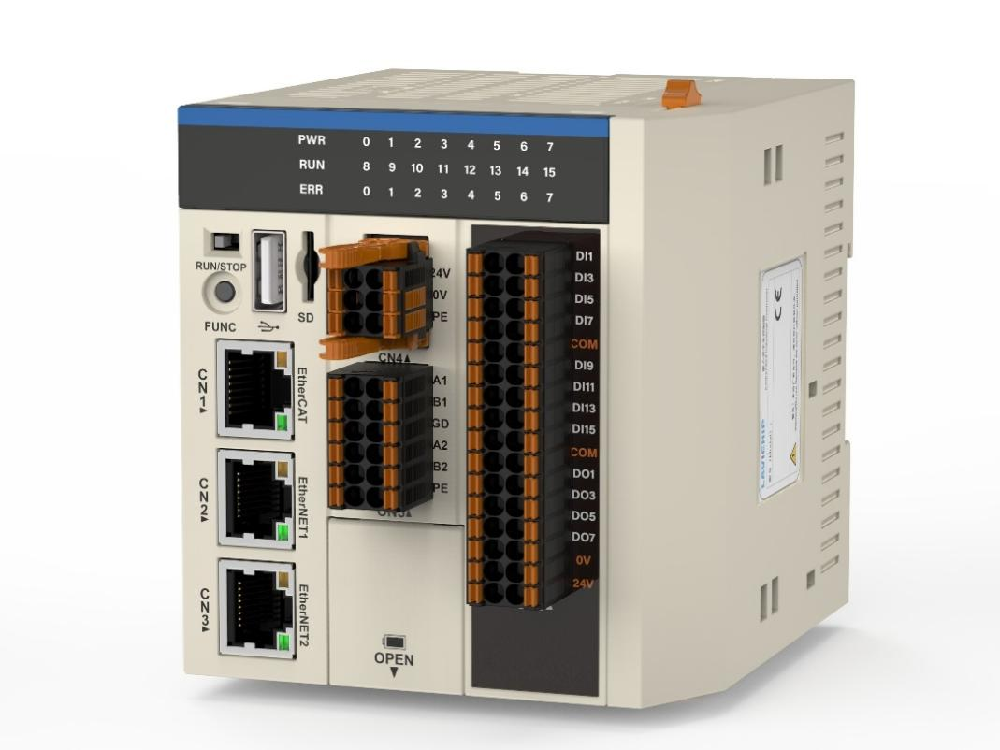 PWR 0 1 2 3 4 5 6 7
RUN 8 9 10 11 12 13 14 15
ERR 0 1 2 3 4 5 6 7
RUN/STOP
FUNC
SD
CN1
EtherCAT
CN2
EtherNET1
CN3
EtherNET2
24V
0V
PE
CN4
A1
B1
GD
A2
B2
PE
OPEN
DI1
DI3
DI5
DI7
COM
DI9
DI11
DI13
DI15
COM
DO1
DO3
DO5
DO7
0V
24V
CE
LAVICHIP